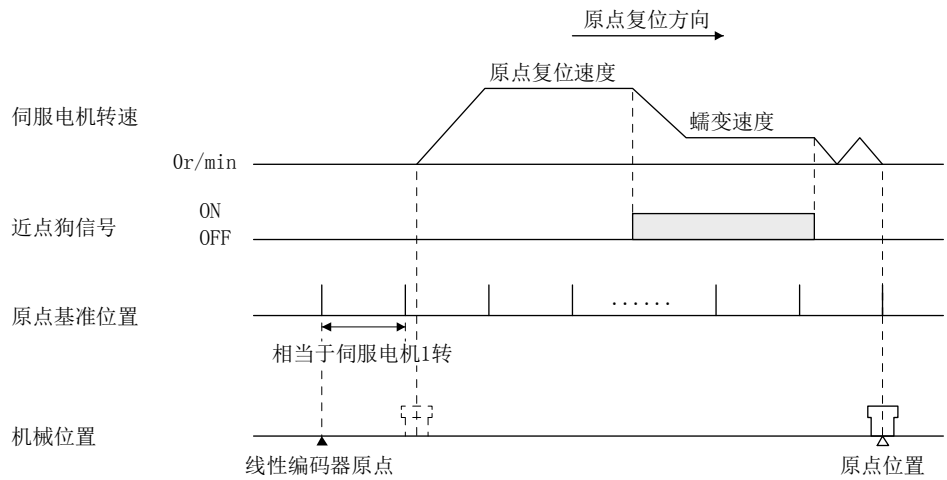 原点复位方向
原点复位速度
伺服电机转速
蠕变速度
0r/min
ON
近点狗信号
OFF
......
原点基准位置
相当于伺服电机1转
机械位置
线性编码器原点
原点位置